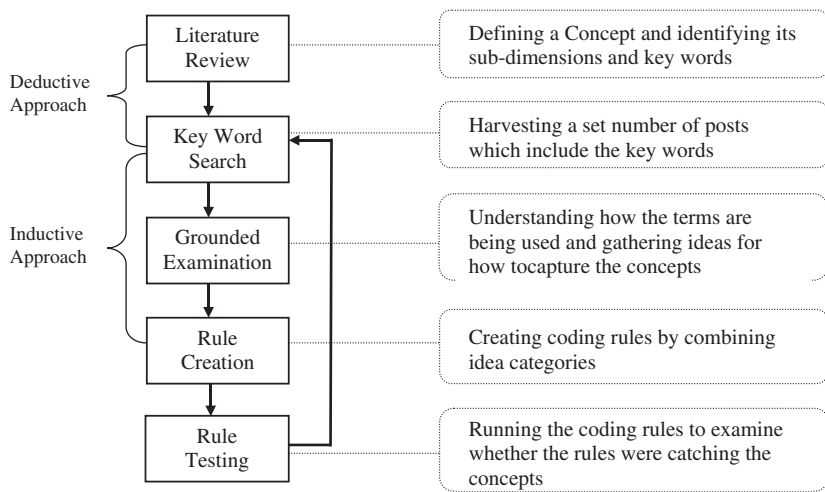 Literature
Review
Defining a Concept and identifying its
sub-dimensions and key words
Deductive
Approach
Key Word
Search
Harvesting a set number of posts
which include the key words
Inductive
Approach
Grounded
Examination
Understanding how the terms are
being used and gathering ideas for
how tocapture the concepts
Rule
Creation
Creating coding rules by combining
idea categories
Rule
Testing
Running the coding rules to examine
whether the rules were catching the
concepts